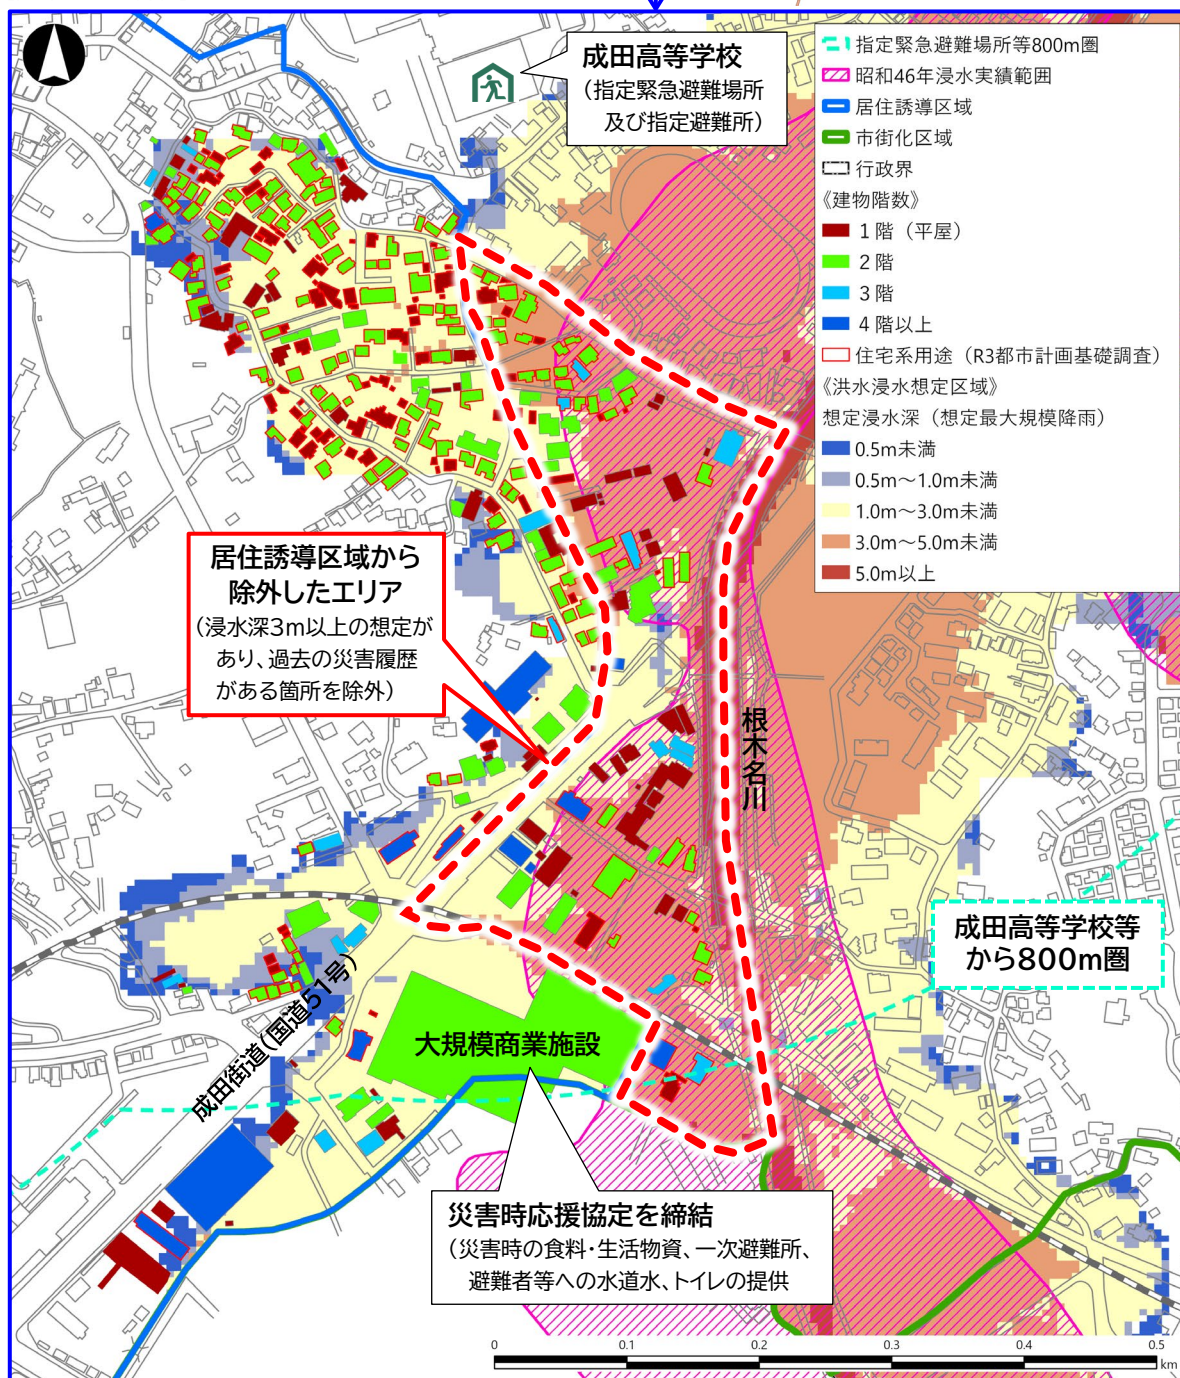 成田高等学校
（指定緊急避難場所
及び指定避難所）
指定緊急避難場所等800m圏
昭和46年浸水実績範囲
居住誘導区域
市街化区域
行政界
《建物階数》
1階（平屋）
2階
3階
4階以上
住宅系用途（R3都市計画基礎調査）
《洪水浸水想定区域》
想定浸水深（想定最大規模降雨）
0.5m未満
0.5m～1.0m未満
1.0m～3.0m未満
3.0m～5.0m未満
5.0m以上
居住誘導区域から
除外したエリア
（浸水深3m以上の想定が
あり、過去の災害履歴
がある箇所を除外）
根木名川
成田高等学校等
から800m圏
成田街道（国道51号）
大規模商業施設
災害時応援協定を締結
（災害時の食料・生活物資、一次避難所、
避難者等への水道水、トイレの提供
0 0.1 0.2 0.3 0.4 0.5
km